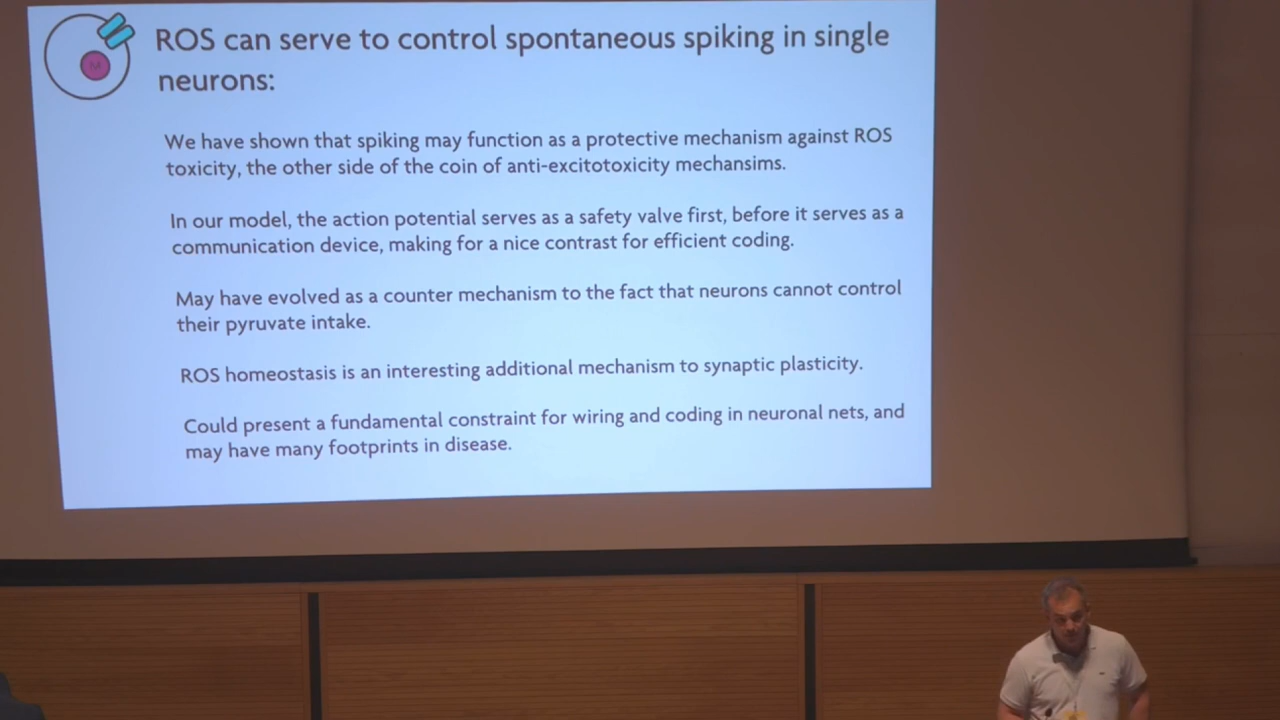 ROS can serve to control spontaneous spiking in single
neurons:
M
We have shown that spiking may function as a protective mechanism against ROS
toxicity, the other side of the coin of anti-excitotoxicity mechansims.
In our model, the action potential serves as a safety valve first, before it serves as a
communication device, making for a nice contrast for efficient coding.
May have evolved as a counter mechanism to the fact that neurons cannot control
their pyruvate intake.
ROS homeostasis is an interesting additional mechanism to synaptic plasticity.
Could present a fundamental constraint for wiring and coding in neuronal nets, and
may have many footprints in disease.